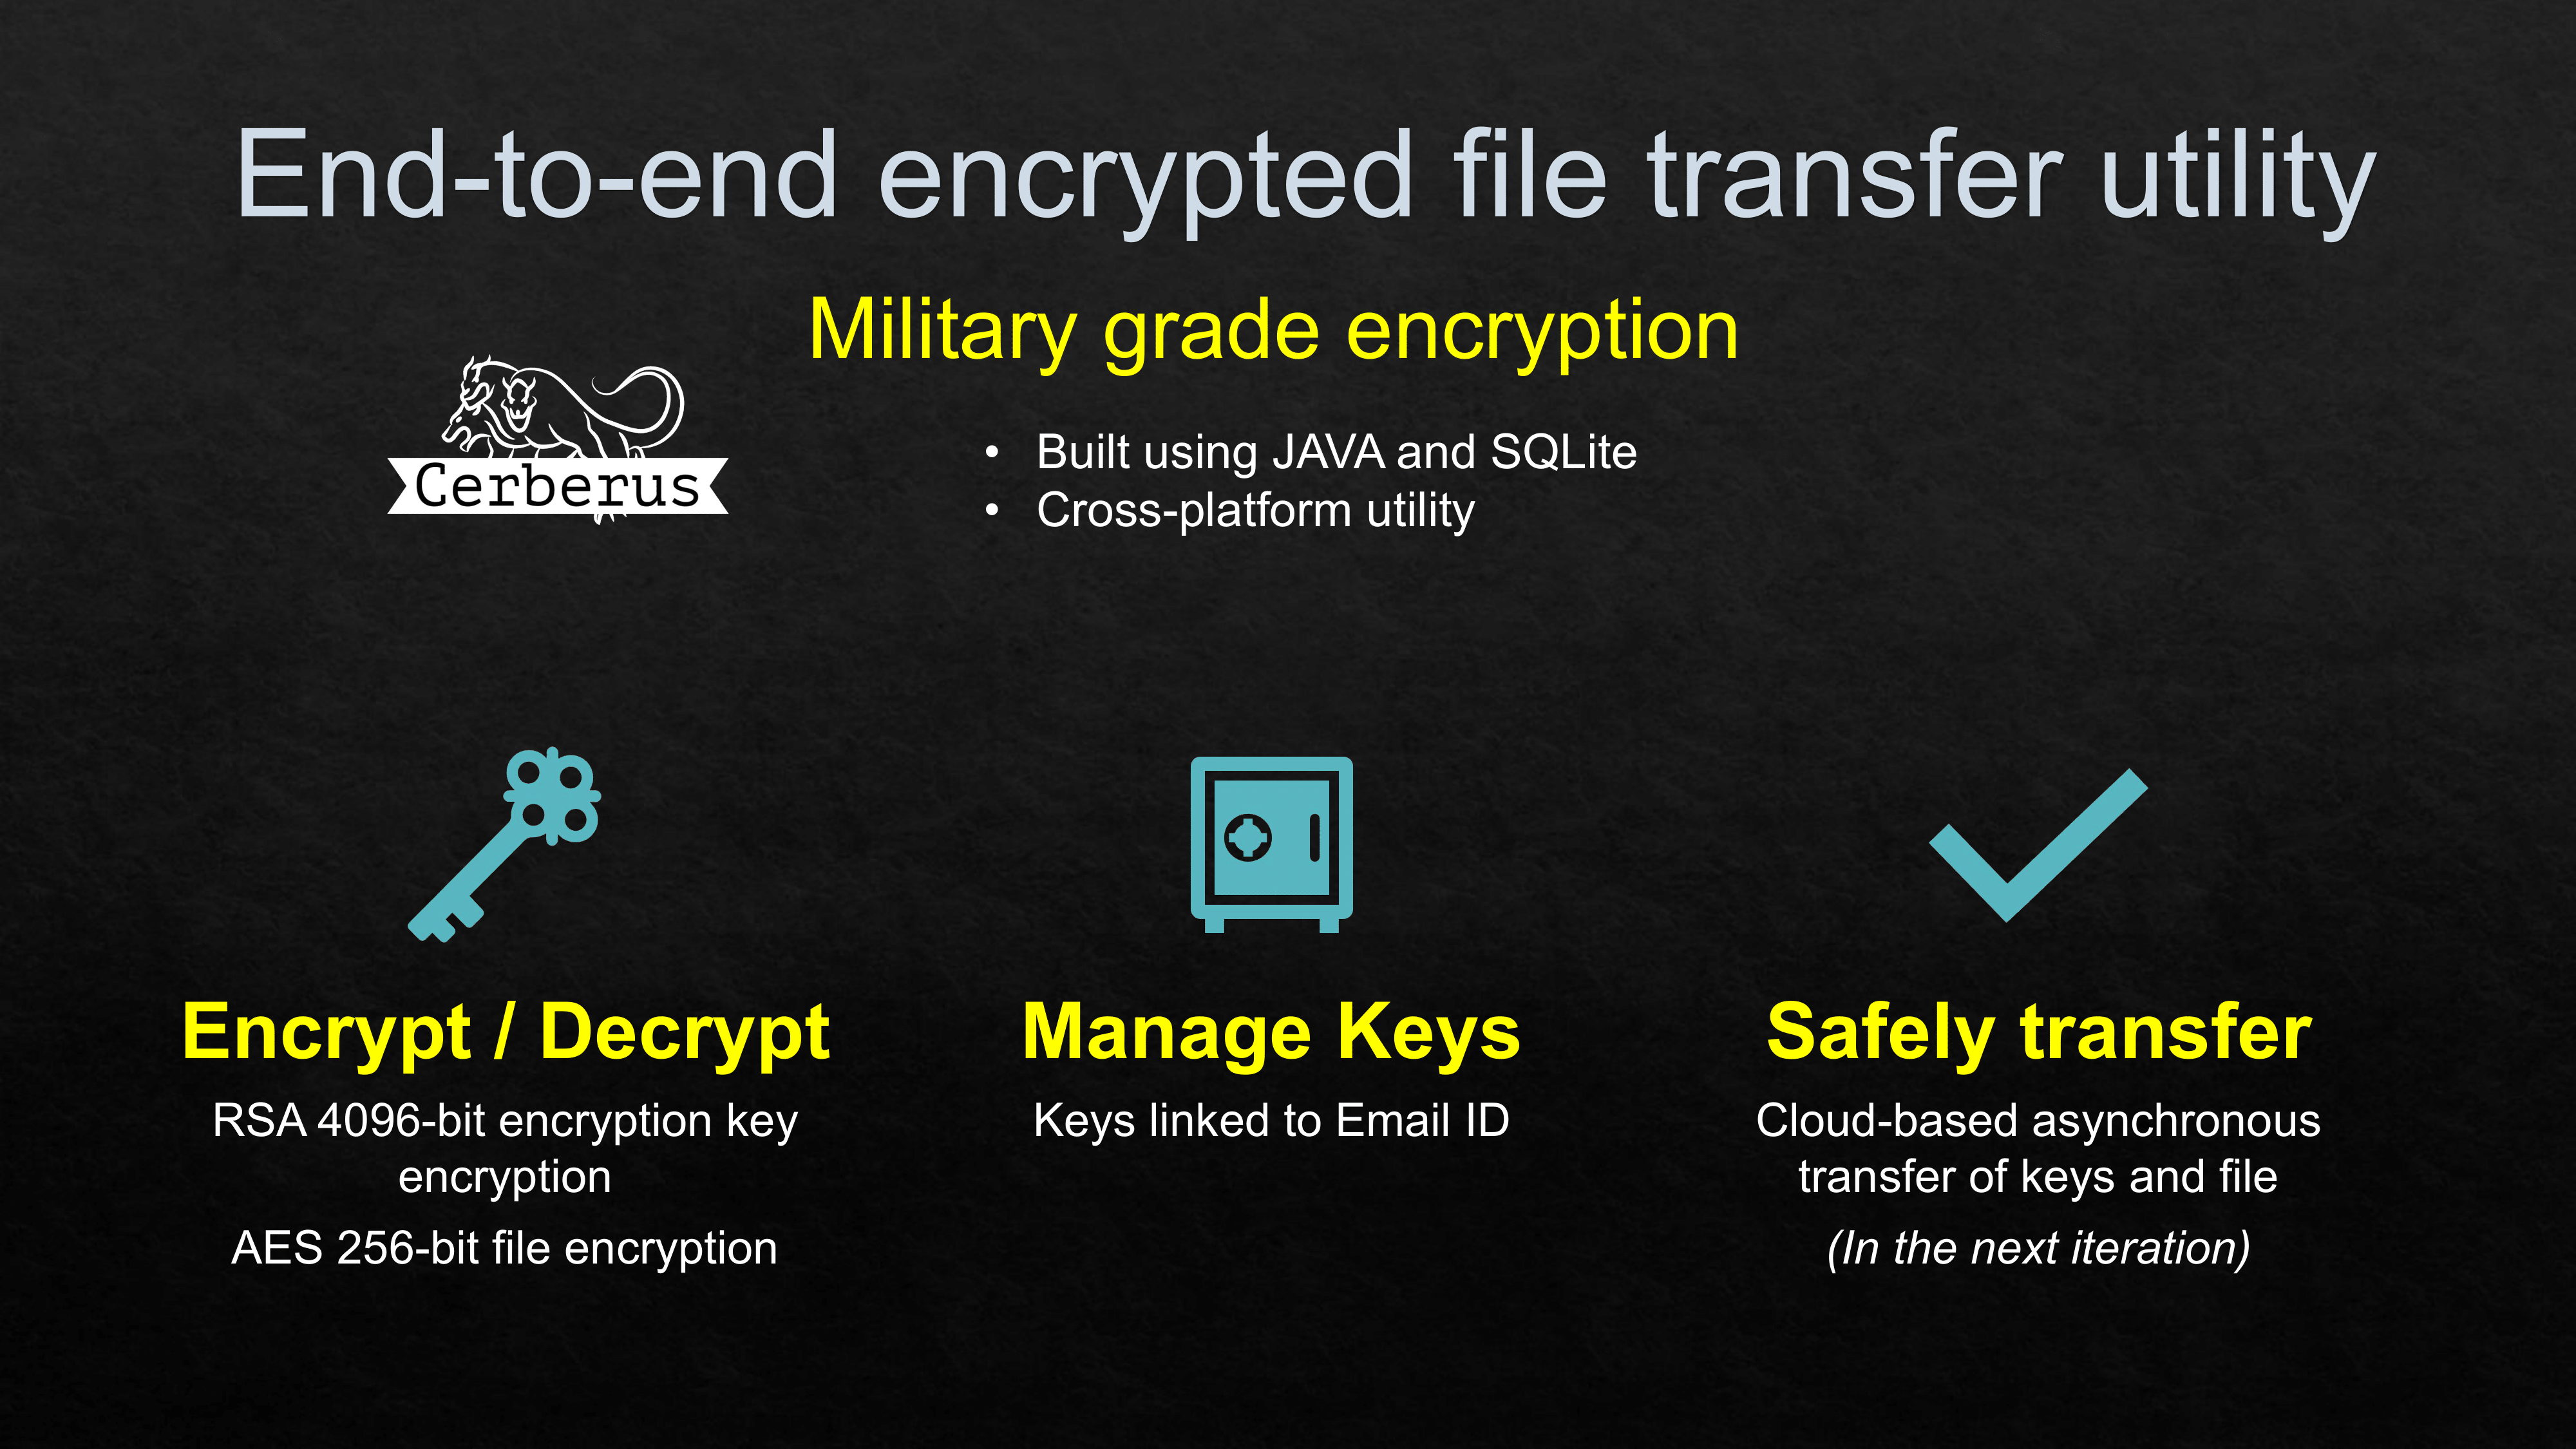 End-to-end encrypted file transfer utility
Military grade encryption
Cerberus
• Built using JAVA and SQLite
• Cross-platform utility
Encrypt / Decrypt
RSA 4096-bit encryption key
encryption
AES 256-bit file encryption
Manage Keys
Keys linked to Email ID
Safely transfer
Cloud-based asynchronous
transfer of keys and file
(In the next iteration)